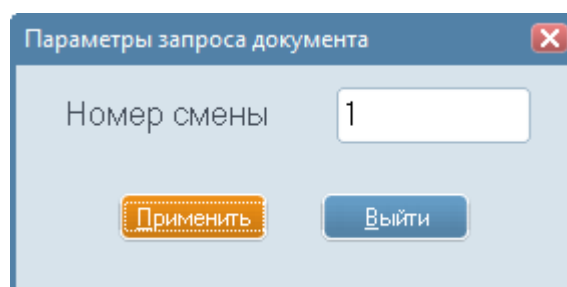 Параметры запроса документа
Номер смены 1
Применить Выйти